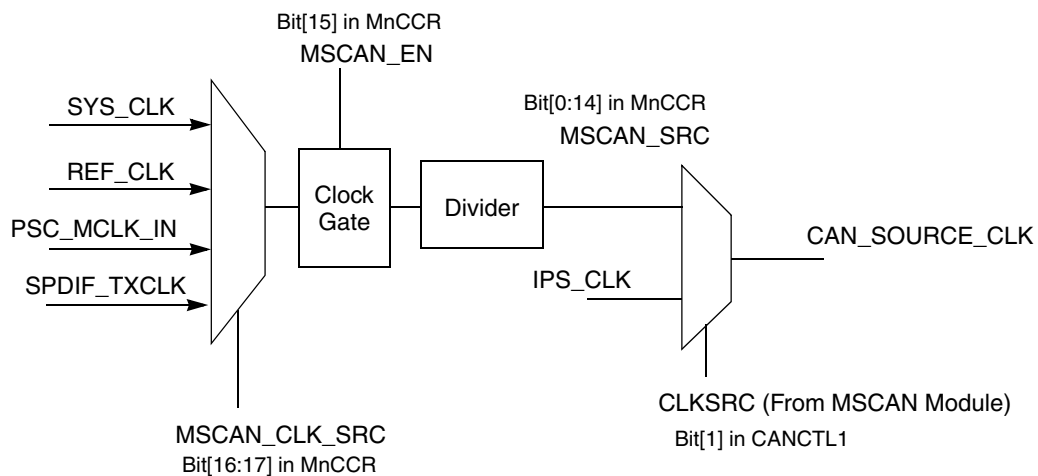 Bit[15] in MnCCR
MSCAN_EN
SYS_CLK
REF_CLK
PSC_MCLK_IN
SPDIF_TXCLK
Clock
Gate
Divider
Bit[0:14] in MnCCR
MSCAN_SRC
IPS_CLK
CAN_SOURCE_CLK
MSCAN_CLK_SRC
Bit[16:17] in MnCCR
CLKSRC (From MSCAN Module)
Bit[1] in CANCTL1